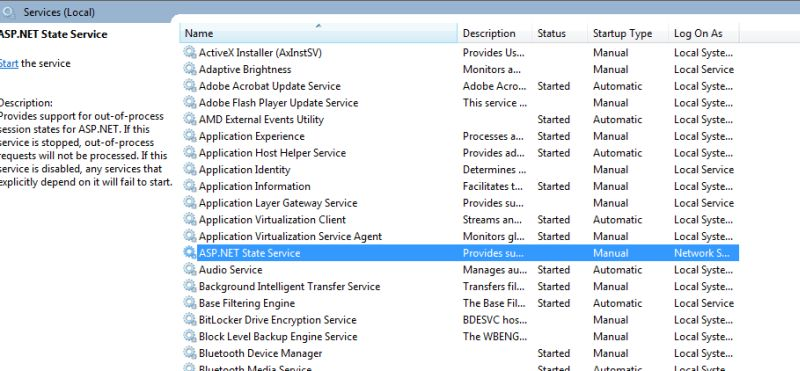 Services (Local)
ASP.NET State Service
Start the service
Description:
Provides support for out-of-process
session states for ASP.NET. If this
service is stopped, out-of-process
requests will not be processed. If this
service is disabled, any services that
explicitly depend on it will fail to start.
Name Description Status Startup Type Log On As
ActiveX Installer (AxInstSV) Provides Us... Manual Local Syste...
Adaptive Brightness Monitors a... Manual Local Service
Adobe Acrobat Update Service Adobe Acro... Started Automatic Local Syste...
Adobe Flash Player Update Service This service ... Manual Local Syste...
AMD External Events Utility Started Automatic Local Syste...
Application Experience Processes a... Started Manual Local Syste...
Application Host Helper Service Provides ad... Started Automatic Local Syste...
Application Identity Determines ... Manual Local Service
Application Information Facilitates t... Started Manual Local Syste...
Application Layer Gateway Service Provides su... Manual Local Service
Application Virtualization Client Streams an... Started Automatic Local Syste...
Application Virtualization Service Agent Monitors gl... Started Manual Local Syste...
ASP.NET State Service Provides su... Manual Network S...
Audio Service Manages au... Started Automatic Local Syste...
Background Intelligent Transfer Service Transfers fil... Started Manual Local Syste...
Base Filtering Engine The Base Fil... Started Automatic Local Service
BitLocker Drive Encryption Service BDESVC hos... Manual Local Syste...
Block Level Backup Engine Service The WBENG... Manual Local Syste...
Bluetooth Device Manager Started Manual Local Syste...
Bluetooth Media Service Started Automatic Local Syste...